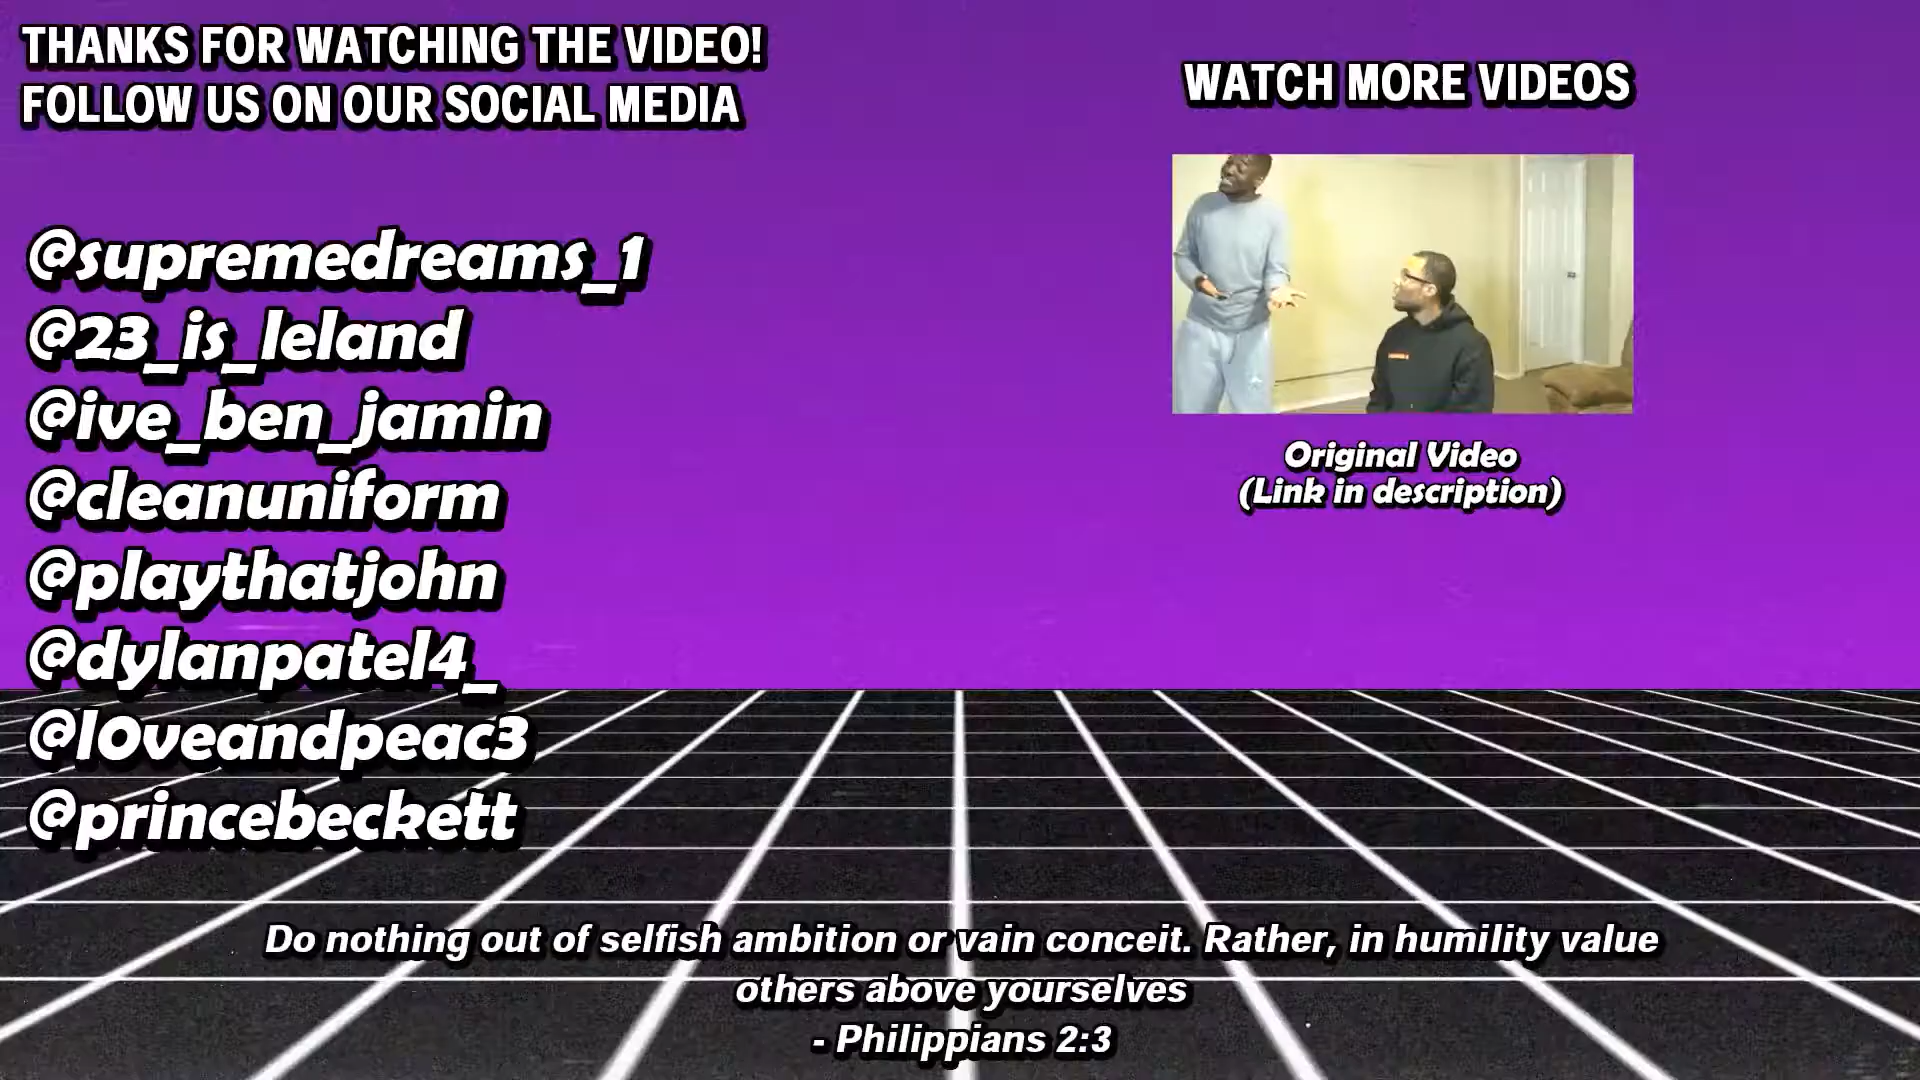 THANKS FOR WATCHING THE VIDEO!
FOLLOW US ON OUR SOCIAL MEDIA
@supremedreams_1
@23_is_leland
@ive_ben_jamin
@cleanuniform
@playthatjohn
@dylanpatel4_
@l0veandpeac3
@princebeckett
WATCH MORE VIDEOS
Original Video
(Link in description)
Do nothing out of selfish ambition or vain conceit. Rather, in humility value
others above yourselves
- Philippians 2:3